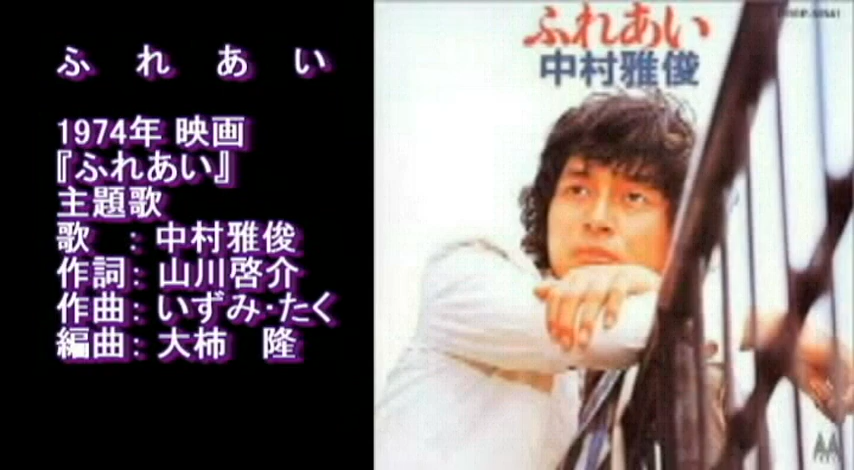 ふ れ あ い
1974年 映画
『ふれあい』
主題歌
歌 : 中村雅俊
作詞: 山川啓介
作曲: いずみ・たく
編曲: 大柿 隆
ふれあい
中村雅俊